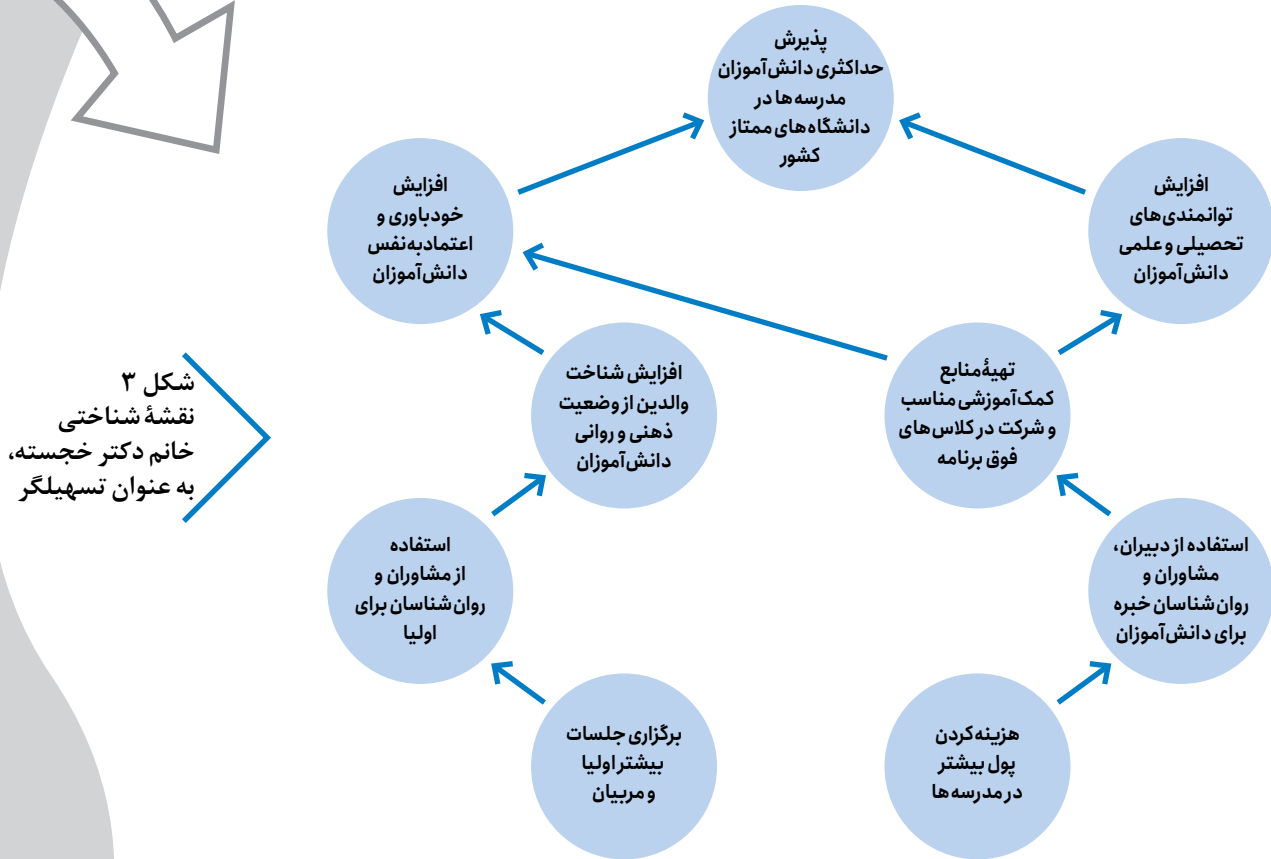 پذیرش
حداکثری دانش‌آموزان
مدرسه‌ها در
دانشگاه‌های ممتاز
کشور
افزایش
توانمندی‌های
تحصیلی و علمی
دانش‌آموزان
افزایش
خودباوری و
اعتمادبه‌نفس
دانش‌آموزان
تهیهٔ منابع
کمک‌آموزشی مناسب
و شرکت در کلاس‌های
فوق برنامه
افزایش شناخت
والدین از وضعیت
ذهنی و روانی
دانش‌آموزان
شکل ۳
نقشهٔ شناختی
خانم دکتر خجسته،
به عنوان تسهیلگر
استفاده از دبیران،
مشاوران و
روان‌شناسان خبره
برای دانش‌آموزان
استفاده
از مشاوران و
روان‌شناسان برای
اولیا
هزینه‌کردن
پول بیشتر
در مدرسه‌ها
برگزاری جلسات
بیشتر اولیا
و مربیان